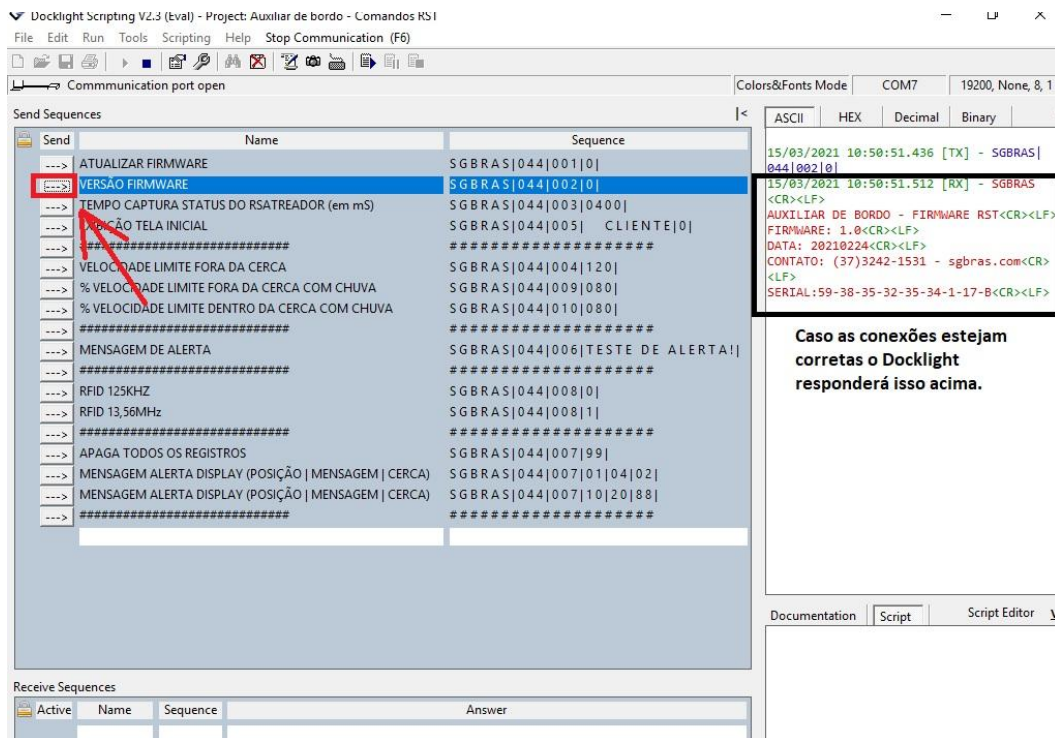 Docklight Scripting V2.3 (Eval) - Project: Auxiliar de bordo - Comandos RST
File Edit Run Tools Scripting Help Stop Communication (F6)
Commmunication port open Colors&Fonts Mode COM7 19200, None, 8, 1
Send Sequences
Send Name Sequence
---> ATUALIZAR FIRMWARE SGBRAS|044|001|0|
---> VERSÃO FIRMWARE SGBRAS|044|002|0|
---> TEMPO CAPTURA STATUS DO RSATREADOR (em mS) SGBRAS|044|003|0400|
---> EXIBIÇÃO TELA INICIAL SGBRAS|044|005| CLIENTE|0|
---> ############################# ####################
---> VELOCIDADE LIMITE FORA DA CERCA SGBRAS|044|004|120|
---> % VELOCIDADE LIMITE FORA DA CERCA COM CHUVA SGBRAS|044|009|080|
---> % VELOCIDADE LIMITE DENTRO DA CERCA COM CHUVA SGBRAS|044|010|080|
---> ############################# ####################
---> MENSAGEM DE ALERTA SGBRAS|044|006|TESTE DE ALERTA!|
---> ############################# ####################
---> RFID 125KHZ SGBRAS|044|008|0|
---> RFID 13,56MHz SGBRAS|044|008|1|
---> ############################# ####################
---> APAGA TODOS OS REGISTROS SGBRAS|044|007|99|
---> MENSAGEM ALERTA DISPLAY (POSIÇÃO | MENSAGEM | CERCA) SGBRAS|044|007|01|04|02|
---> MENSAGEM ALERTA DISPLAY (POSIÇÃO | MENSAGEM | CERCA) SGBRAS|044|007|10|20|88|
---> ############################# ####################
ASCII HEX Decimal Binary
15/03/2021 10:50:51.436 [TX] - SGBRAS|
044|002|0|
15/03/2021 10:50:51.512 [RX] - SGBRAS
<CR><LF>
AUXILIAR DE BORDO - FIRMWARE RST<CR><LF>
FIRMWARE: 1.0<CR><LF>
DATA: 20210224<CR><LF>
CONTATO: (37)3242-1531 - sgbras.com<CR>
<LF>
SERIAL:59-38-35-32-35-34-1-17-B<CR><LF>
Caso as conexões estejam
corretas o Docklight
responderá isso acima.
Documentation Script Script Editor
Receive Sequences
Active Name Sequence Answer